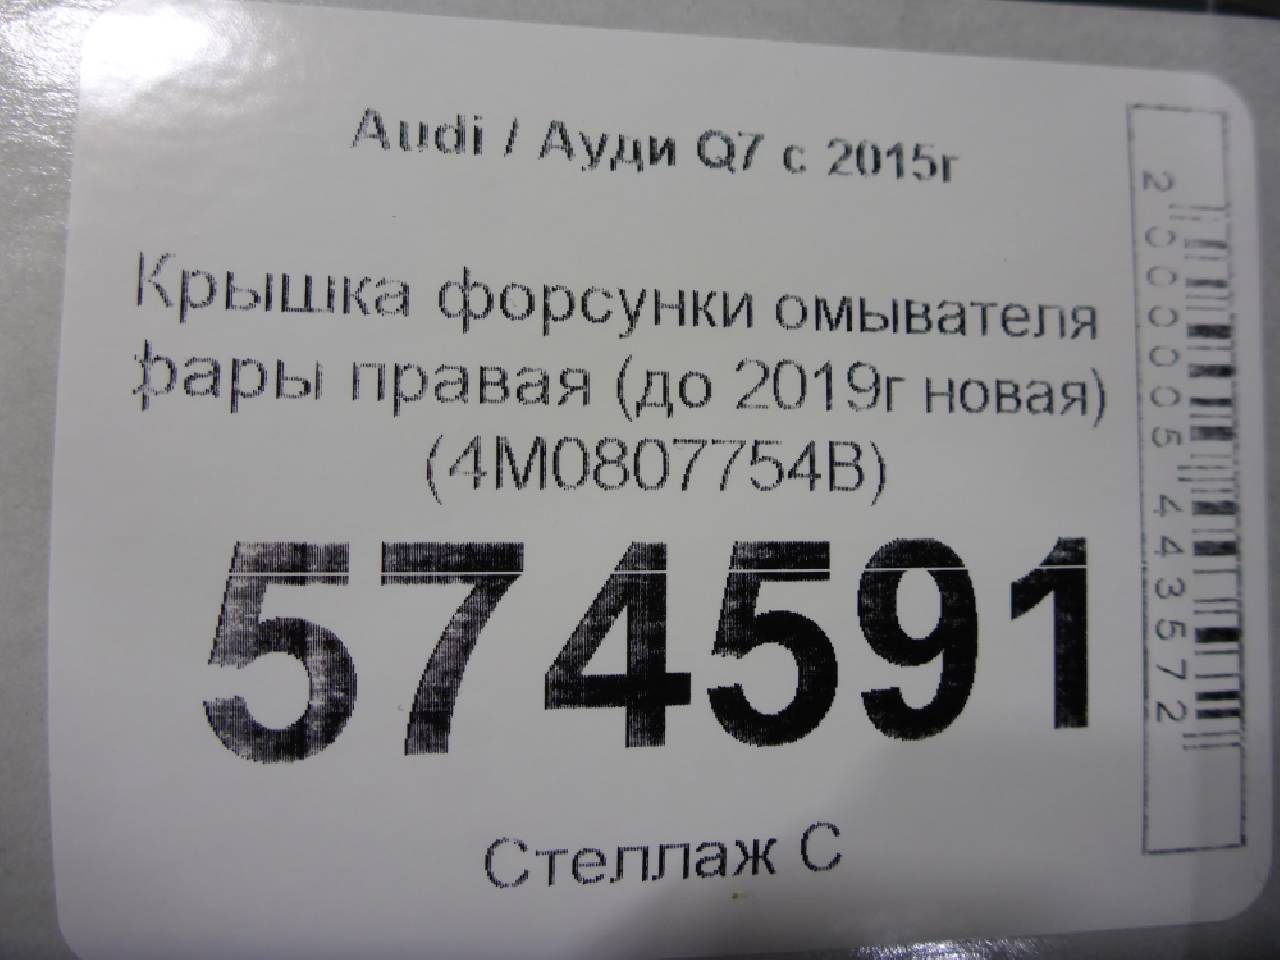 Audi / Ауди Q7 с 2015г
Крышка форсунки омывателя
фары правая (до 2019г новая)
(4M0807754B)
574591
Стеллаж С
2000005443572